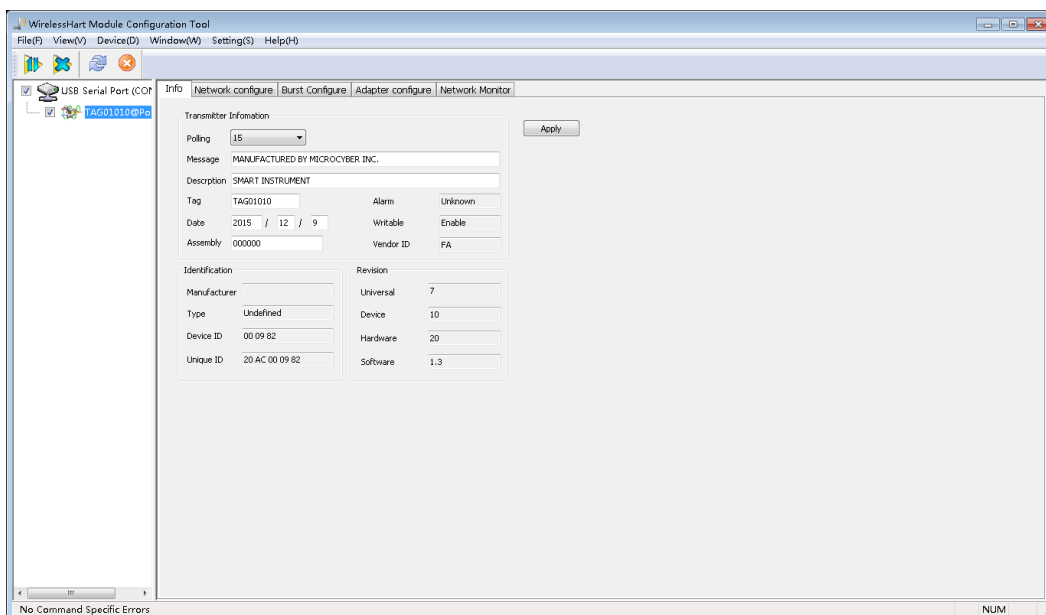 WirelessHart Module Configuration Tool
File(F) View(V) Device(D) Window(W) Setting(S) Help(H)
USB Serial Port (CO
TAG01010@Po
Info Network configure Burst Configure Adapter configure Network Monitor
Transmitter Infomation
Polling 15
Apply
Message MANUFACTURED BY MICROCYBER INC.
Descrption SMART INSTRUMENT
Tag TAG01010 Alarm Unknown
Date 2015 / 12 / 9 Writable Enable
Assembly 000000 Vendor ID FA
Identification Revision
Manufacturer Universal 7
Type Undefined Device 10
Device ID 00 09 82 Hardware 20
Unique ID 20 AC 00 09 82 Software 1.3
No Command Specific Errors NUM